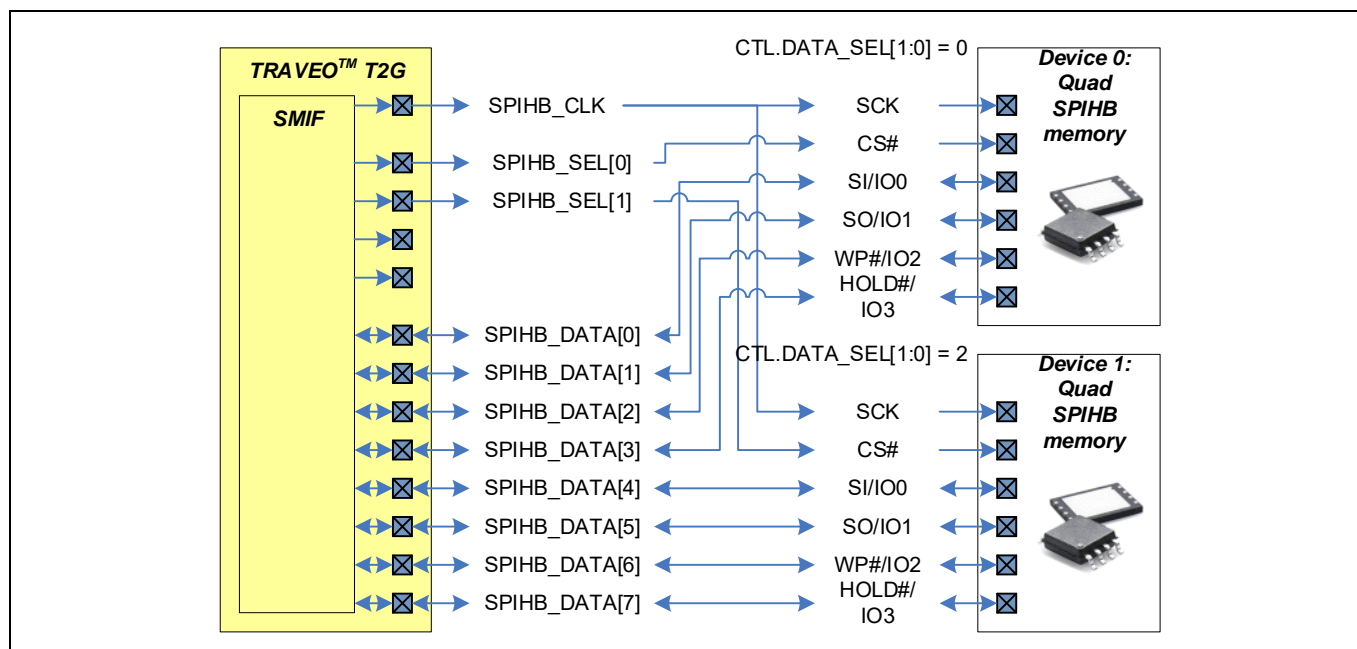 TRAVEO™ T2G
SMIF
SPIHB_CLK
SPIHB_SEL[0]
SPIHB_SEL[1]
SPIHB_DATA[0]
SPIHB_DATA[1]
SPIHB_DATA[2]
SPIHB_DATA[3]
SPIHB_DATA[4]
SPIHB_DATA[5]
SPIHB_DATA[6]
SPIHB_DATA[7]
CTL.DATA_SEL[1:0] = 0
SCK
CS#
SI/IO0
SO/IO1
WP#/IO2
HOLD#/
IO3
Device 0:
Quad
SPIHB
memory
CTL.DATA_SEL[1:0] = 2
SCK
CS#
SI/IO0
SO/IO1
WP#/IO2
HOLD#/
IO3
Device 1:
Quad
SPIHB
memory